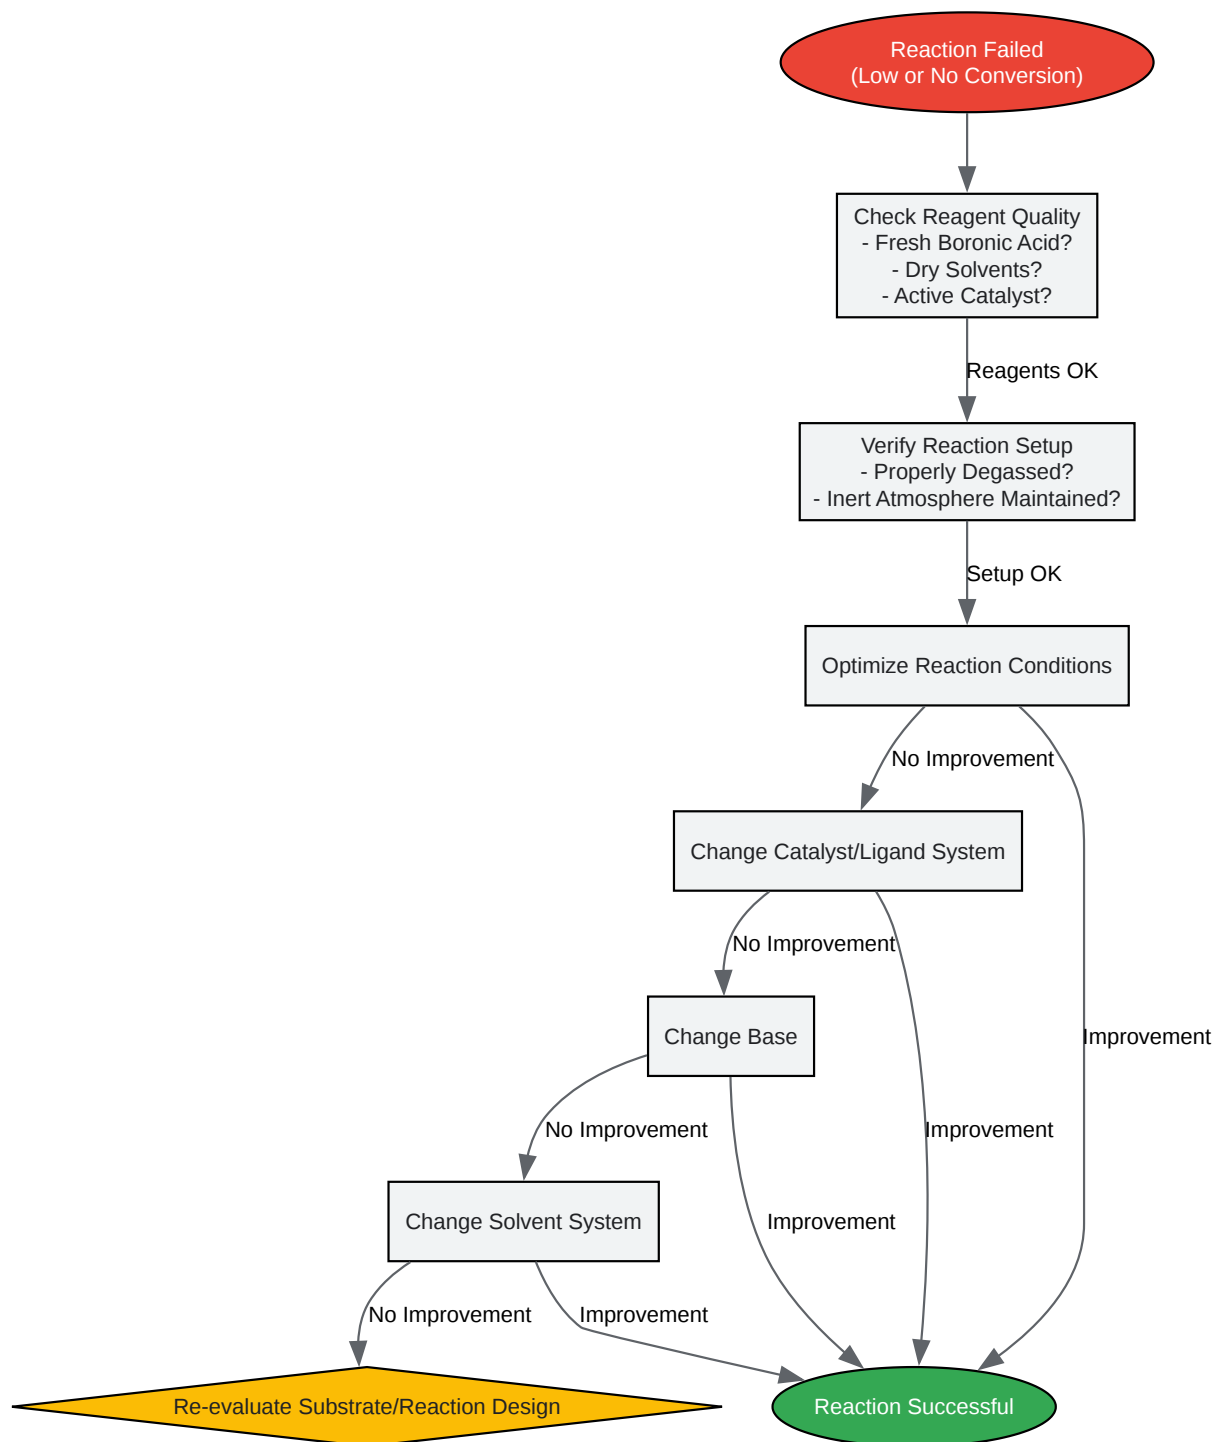 Reaction Failed
(Low or No Conversion)
Check Reagent Quality
- Fresh Boronic Acid?
- Dry Solvents?
- Active Catalyst?
Reagents OK
Verify Reaction Setup
- Properly Degassed?
- Inert Atmosphere Maintained?
Setup OK
Optimize Reaction Conditions
No Improvement
Change Catalyst/Ligand System
No Improvement
Change Base
Improvement
No Improvement
Improvement
Change Solvent System
Improvement
No Improvement
Improvement
Re-evaluate Substrate/Reaction Design
Reaction Successful